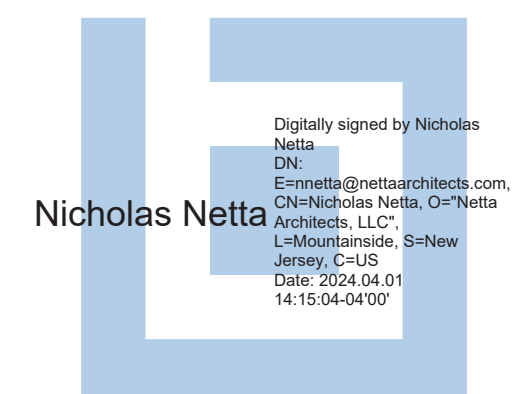 Nicholas Netta
Digitally signed by Nicholas
Netta
DN:
E=nnetta@nettaarchitects.com,
CN=Nicholas Netta, O="Netta
Architects, LLC",
L=Mountainside, S=New
Jersey, C=US
Date: 2024.04.01
14:15:04-04'00'